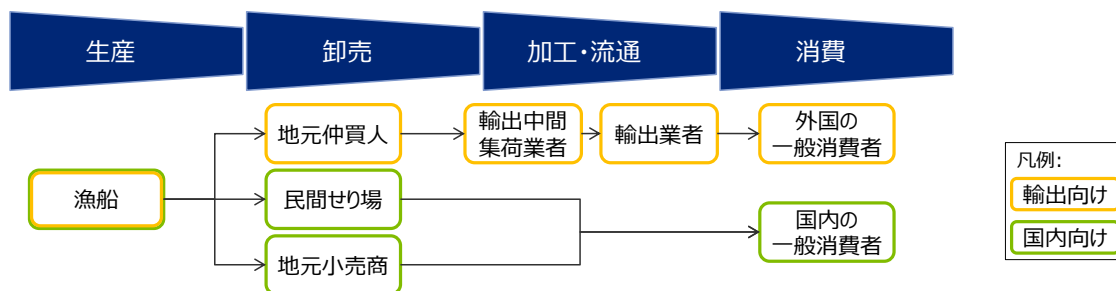 生産
卸売
加工・流通
消費
地元仲買人
輸出中間
集荷業者
輸出業者
外国の
一般消費者
漁船
民間せり場
地元小売商
国内の
一般消費者
凡例:
輸出向け
国内向け